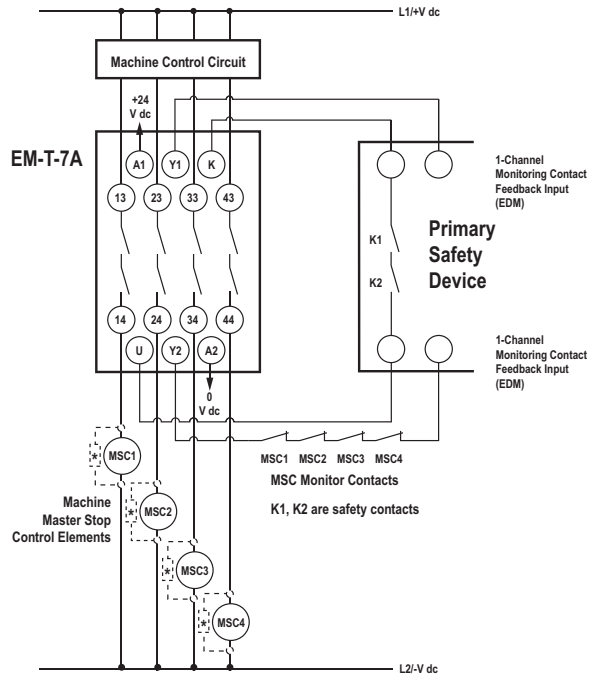 L1/+V dc
Machine Control Circuit
+24
V dc
EM-T-7A
A1
Y1
K
13
23
33
43
1-Channel
Monitoring Contact
Feedback Input
(EDM)
K1
K2
Primary
Safety
Device
14
24
34
44
U
Y2
A2
0
V dc
1-Channel
Monitoring Contact
Feedback Input
(EDM)
MSC1 MSC2 MSC3 MSC4
MSC Monitor Contacts
K1, K2 are safety contacts
* MSC1
Machine
Master Stop
Control Elements
* MSC2
* MSC3
* MSC4
L2/-V dc